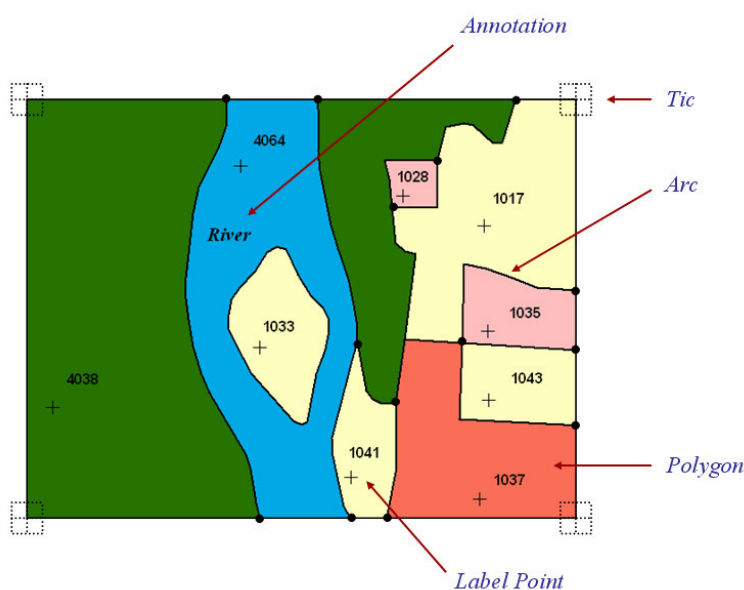 Annotation
Tic
4064
1028
1017
Arc
River
1033
1035
4038
1043
1041
1037
Polygon
Label Point